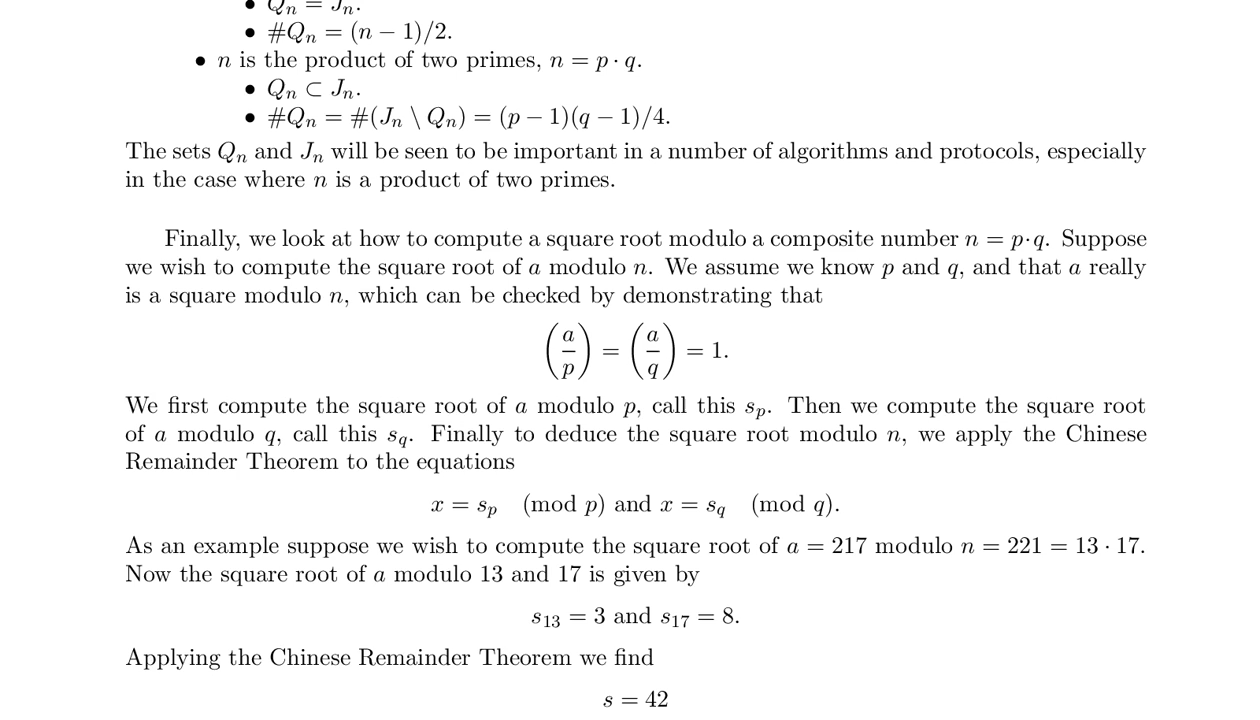 • Qn = Jn.
• #Qn = (n − 1)/2.
• n is the product of two primes, n = p · q.
• Qn ⊂ Jn.
• #Qn = #(Jn \ Qn) = (p − 1)(q − 1)/4.
The sets Qn and Jn will be seen to be important in a number of algorithms and protocols, especially
in the case where n is a product of two primes.
Finally, we look at how to compute a square root modulo a composite number n = p·q. Suppose
we wish to compute the square root of a modulo n. We assume we know p and q, and that a really
is a square modulo n, which can be checked by demonstrating that
(a/p) = (a/q) = 1.
We first compute the square root of a modulo p, call this sp. Then we compute the square root
of a modulo q, call this sq. Finally to deduce the square root modulo n, we apply the Chinese
Remainder Theorem to the equations
x = sp (mod p) and x = sq (mod q).
As an example suppose we wish to compute the square root of a = 217 modulo n = 221 = 13 · 17.
Now the square root of a modulo 13 and 17 is given by
s13 = 3 and s17 = 8.
Applying the Chinese Remainder Theorem we find
s = 42